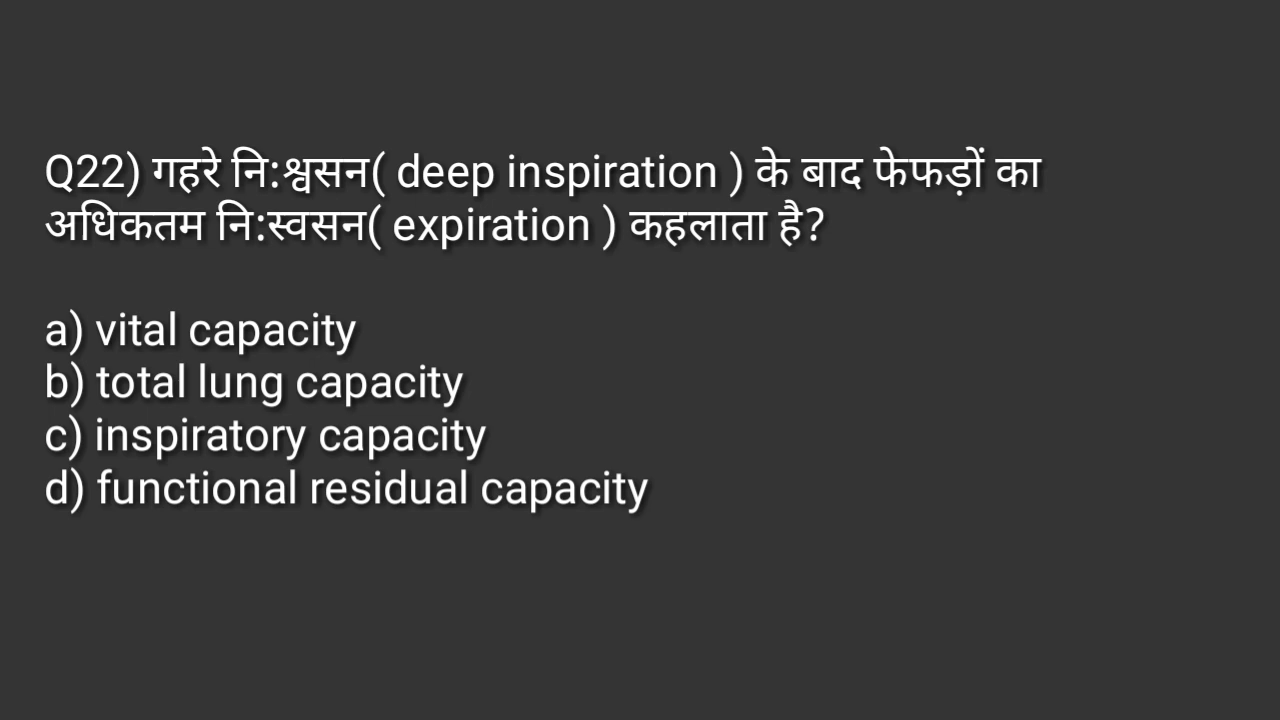 Q22) गहरे नि:श्वसन( deep inspiration ) के बाद फेफड़ों का
अधिकतम नि:स्वसन( expiration ) कहलाता है?
a) vital capacity
b) total lung capacity
c) inspiratory capacity
d) functional residual capacity